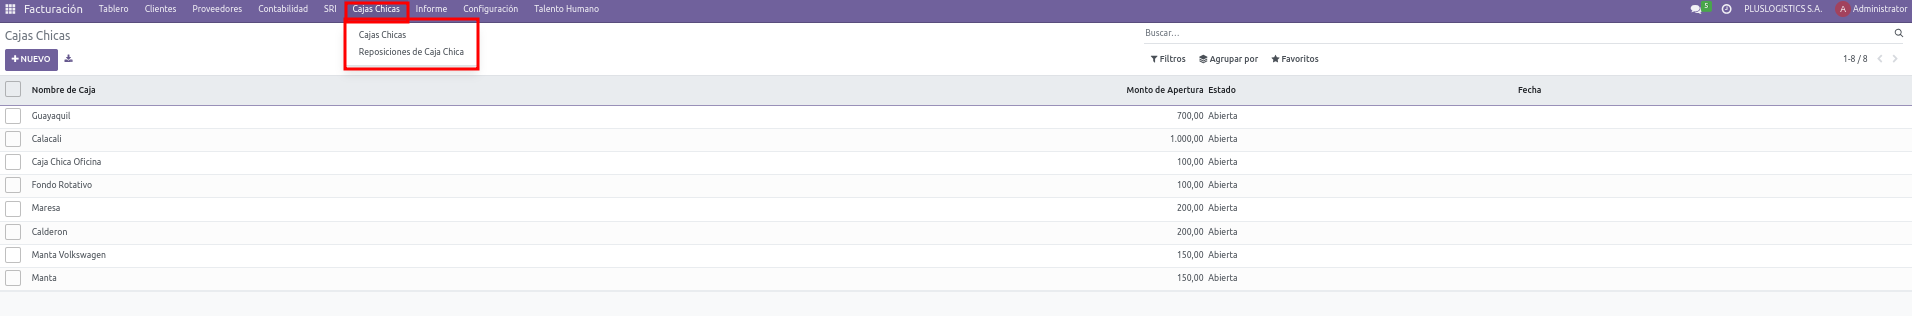 Facturación Tablero Clientes Proveedores Contabilidad SRI Cajas Chicas Informe Configuración Talento Humano 5 PLUSLOGISTICS S.A. A Administrator
Cajas Chicas
Cajas Chicas
Reposiciones de Caja Chica
Buscar...
+ NUEVO
Filtros Agrupar por Favoritos 1-8 / 8
Nombre de Caja Monto de Apertura Estado Fecha
Guayaquil 700,00 Abierta
Calacali 1.000,00 Abierta
Caja Chica Oficina 100,00 Abierta
Fondo Rotativo 100,00 Abierta
Maresa 200,00 Abierta
Calderon 200,00 Abierta
Manta Volkswagen 150,00 Abierta
Manta 150,00 Abierta